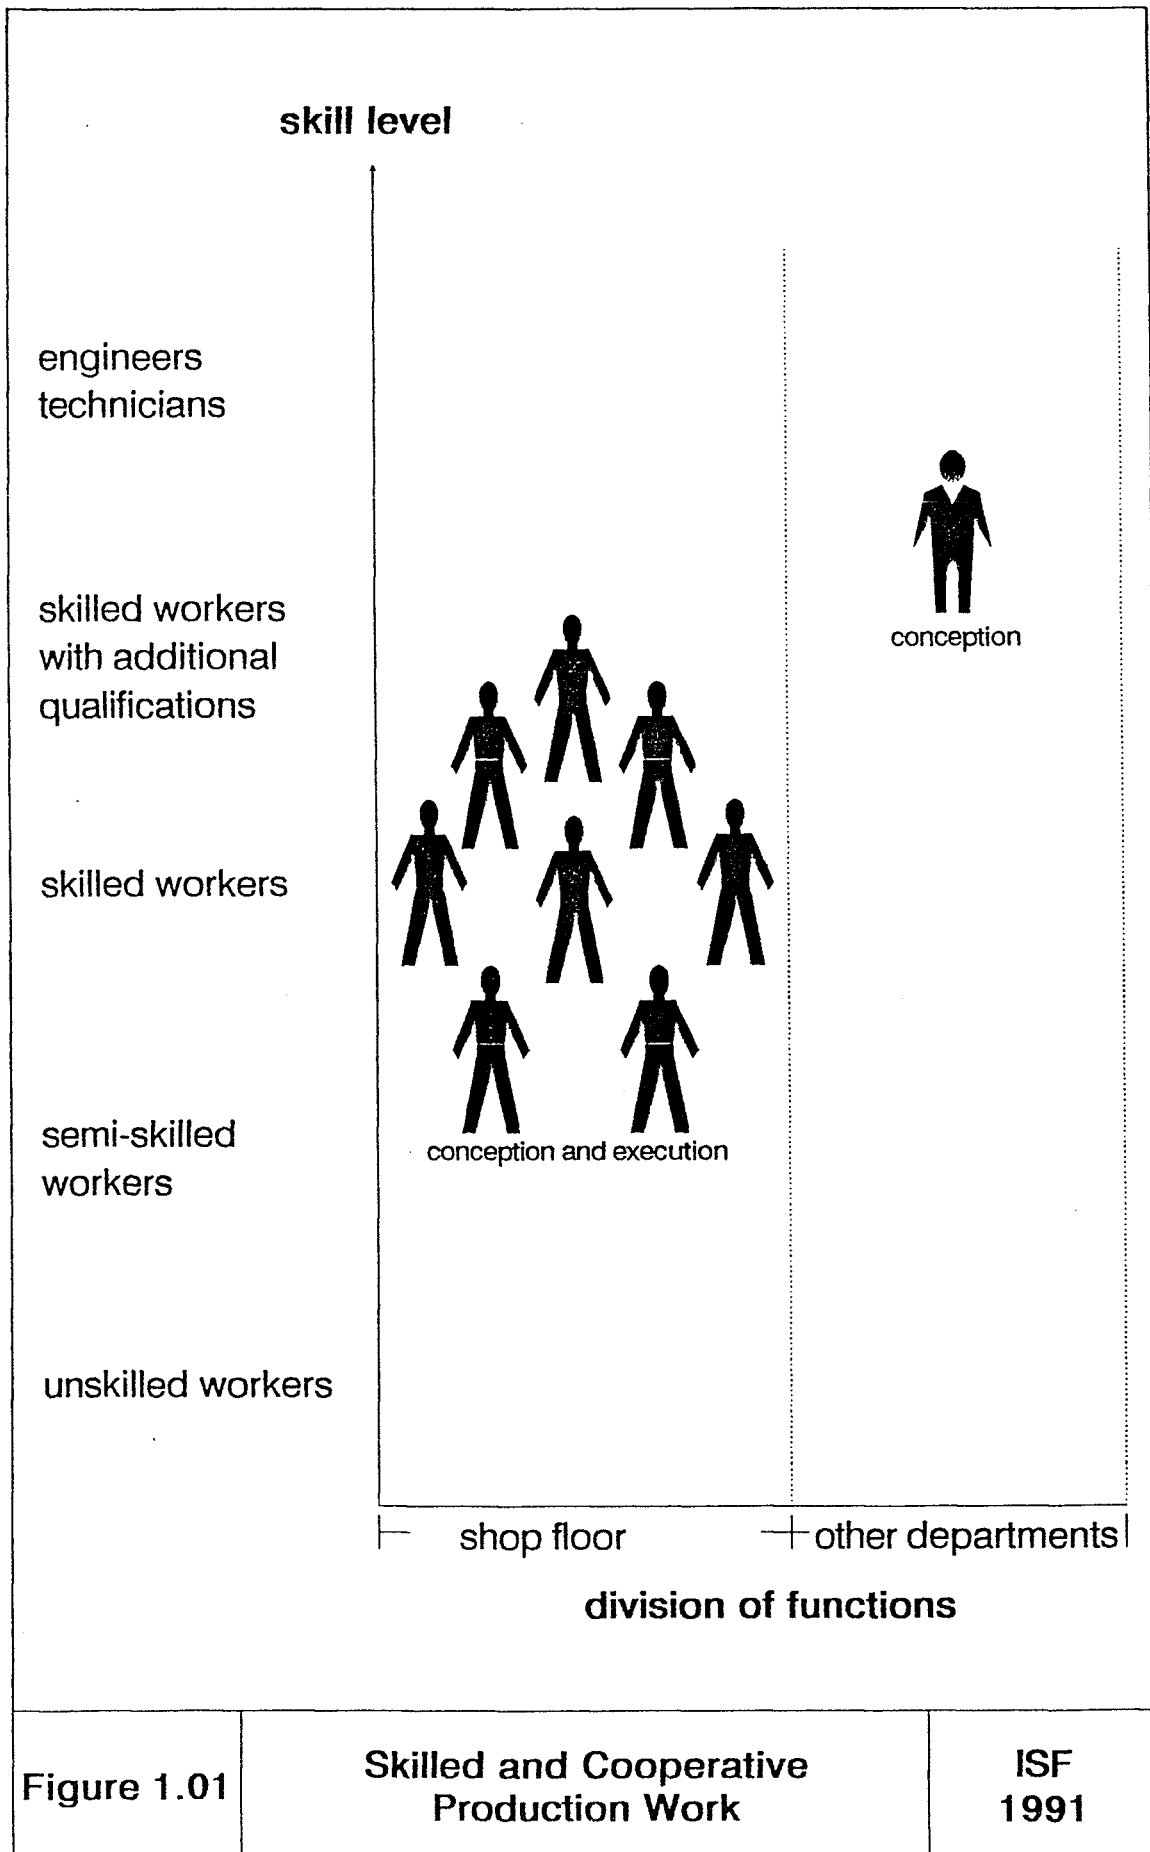 skill level
engineers
technicians
conception
skilled workers
with additional
qualifications
skilled workers
semi-skilled
workers
conception and execution
unskilled workers
shop floor
other departments
division of functions
Figure 1.01
Skilled and Cooperative
Production Work
ISF
1991